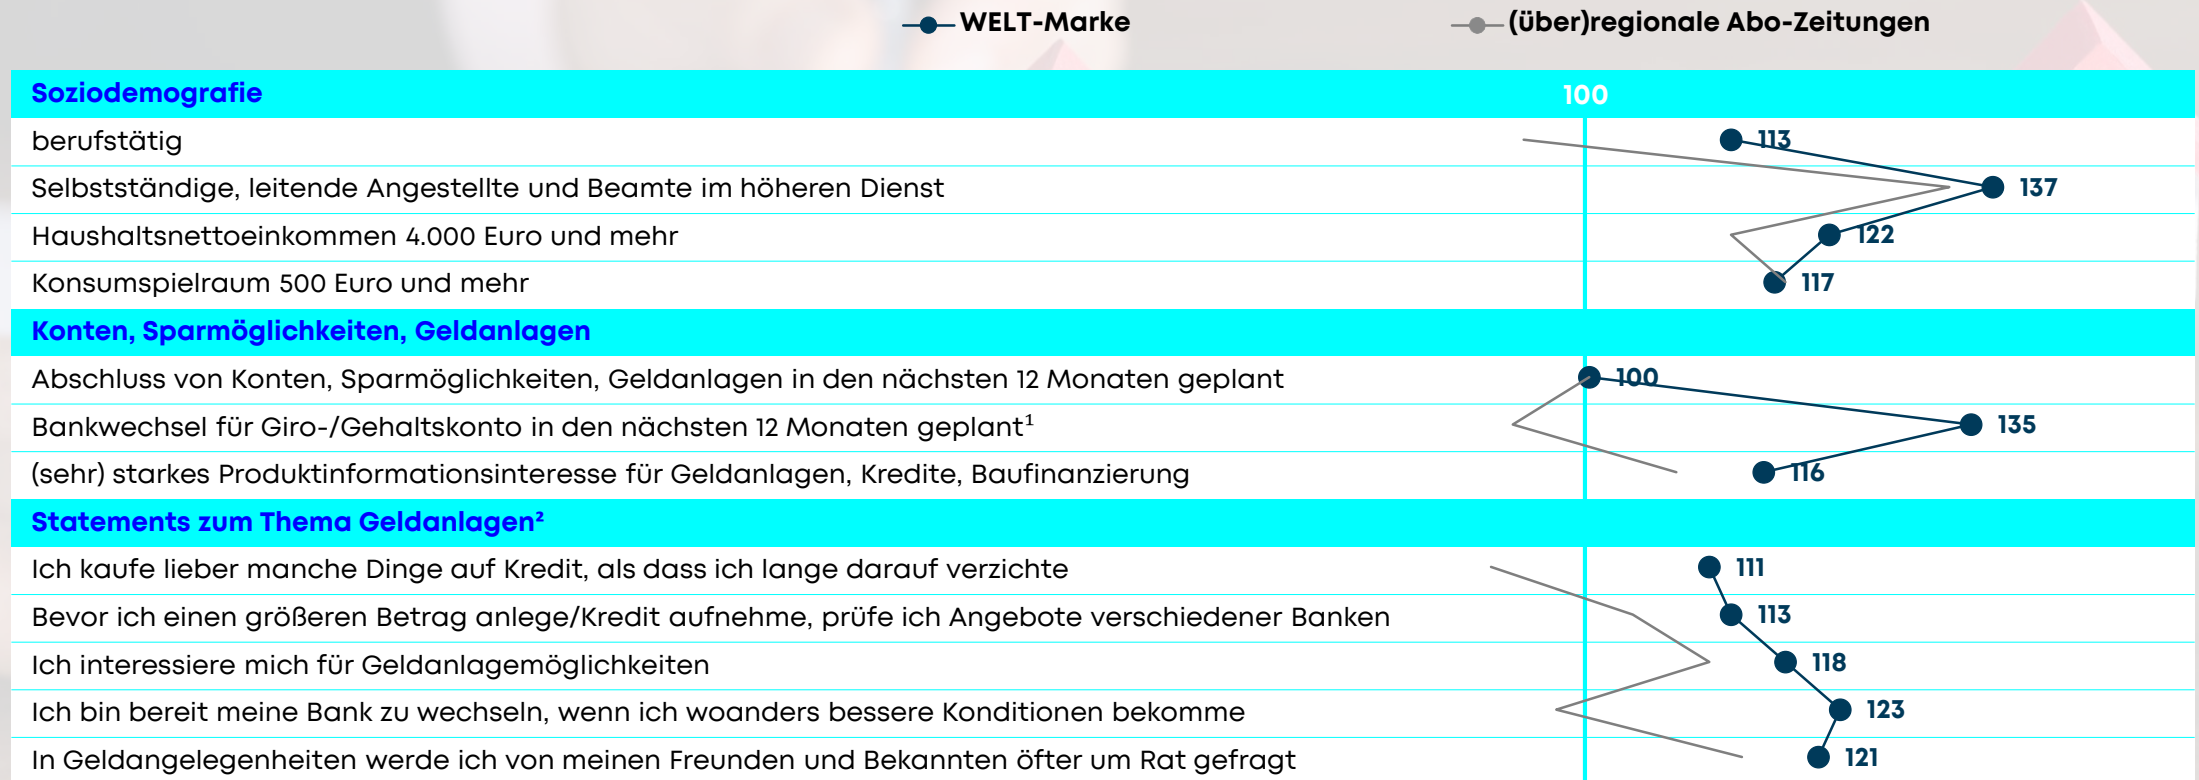 WELT-Marke (über)regionale Abo-Zeitungen
Soziodemografie 100
berufstätig 113
Selbstständige, leitende Angestellte und Beamte im höheren Dienst 137
Haushaltsnettoeinkommen 4.000 Euro und mehr 122
Konsumspielraum 500 Euro und mehr 117
Konten, Sparmöglichkeiten, Geldanlagen
Abschluss von Konten, Sparmöglichkeiten, Geldanlagen in den nächsten 12 Monaten geplant 100
Bankwechsel für Giro-/Gehaltskonto in den nächsten 12 Monaten geplant¹ 135
(sehr) starkes Produktinformationsinteresse für Geldanlagen, Kredite, Baufinanzierung 116
Statements zum Thema Geldanlagen²
Ich kaufe lieber manche Dinge auf Kredit, als dass ich lange darauf verzichte 111
Bevor ich einen größeren Betrag anlege/Kredit aufnehme, prüfe ich Angebote verschiedener Banken 113
Ich interessiere mich für Geldanlagemöglichkeiten 118
Ich bin bereit meine Bank zu wechseln, wenn ich woanders bessere Konditionen bekomme 123
In Geldangelegenheiten werde ich von meinen Freunden und Bekannten öfter um Rat gefragt 121